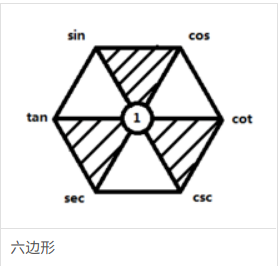 sin cos
tan 1 cot
sec csc
六边形